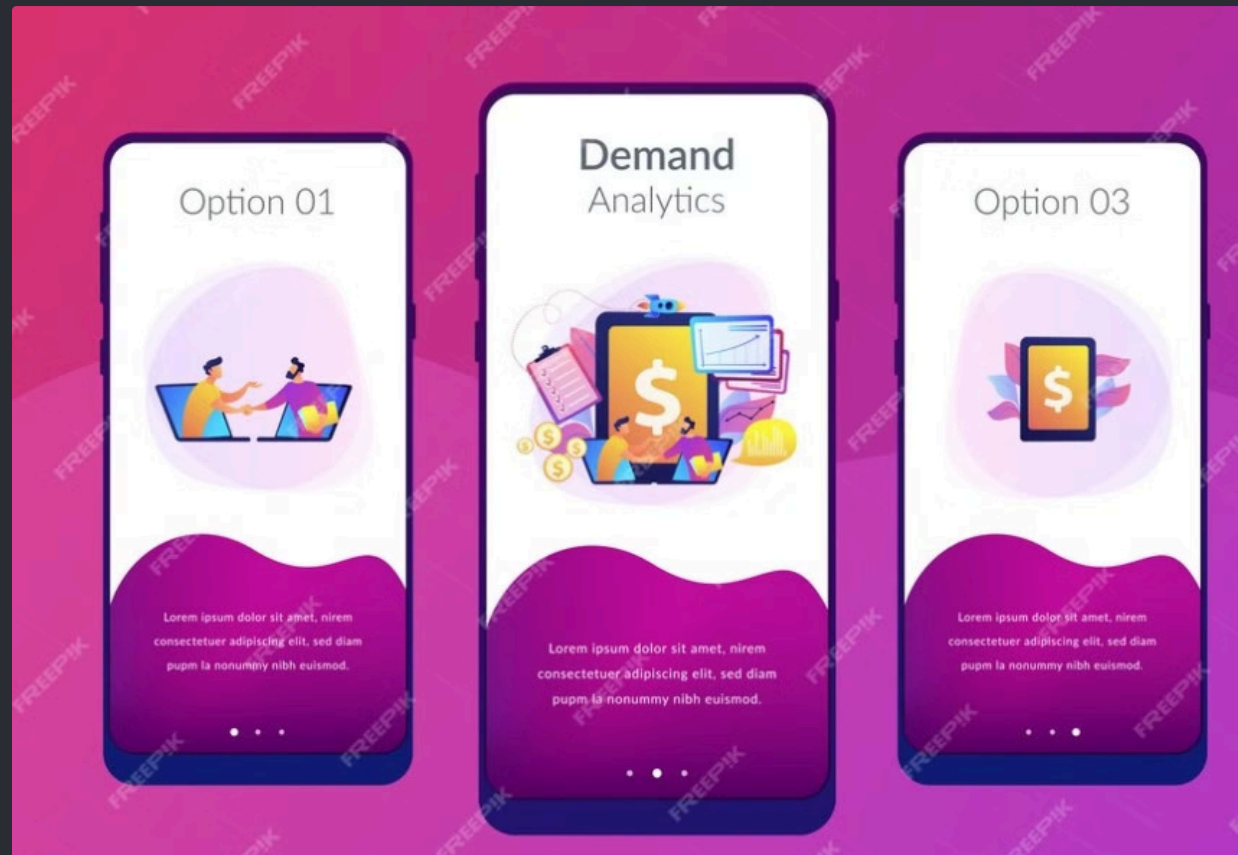 Option 01
Lorem ipsum dolor sit amet, nirem
consectetuer adipiscing elit, sed diam
pupm la nonummy nibh euismod.
Demand
Analytics
$
$
$
$
$
Lorem ipsum dolor sit amet, nirem
consectetuer adipiscing elit, sed diam
pupm la nonummy nibh euismod.
Option 03
$
Lorem ipsum dolor sit amet, nirem
consectetuer adipiscing elit, sed diam
pupm la nonummy nibh euismod.
FREEPIK